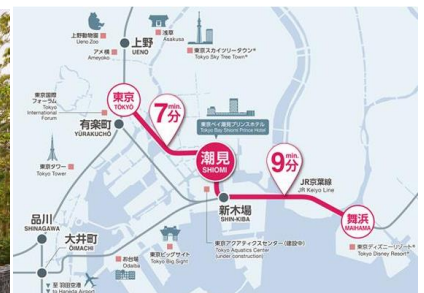 上野動物園
Ueno Zoo
浅草
Asakusa
アメ横
Ameyoko
上野
UENO
東京スカイツリータウン®
Tokyo Sky Tree Town®
東京国際
フォーラム
Tokyo
International
Forum
東京
TOKYO
7 min.
分
東京ベイ潮見プリンスホテル
Tokyo Bay Shiomi Prince Hotel
有楽町
YŪRAKUCHŌ
潮見
SHIOMI
9 min.
分
東京タワー
Tokyo Tower
JR京葉線
JR Keiyo Line
新木場
SHIN-KIBA
舞浜
MAIHAMA
品川
SHINAGAWA
大井町
ŌIMACHI
お台場
Odaiba
東京ビッグサイト
Tokyo Big Sight
東京アクアティクスセンター(建設中)
Tokyo Aquatics Center
(under construction)
東京ディズニーリゾート®
Tokyo Disney Resort®
至 羽田空港
to Haneda Airport